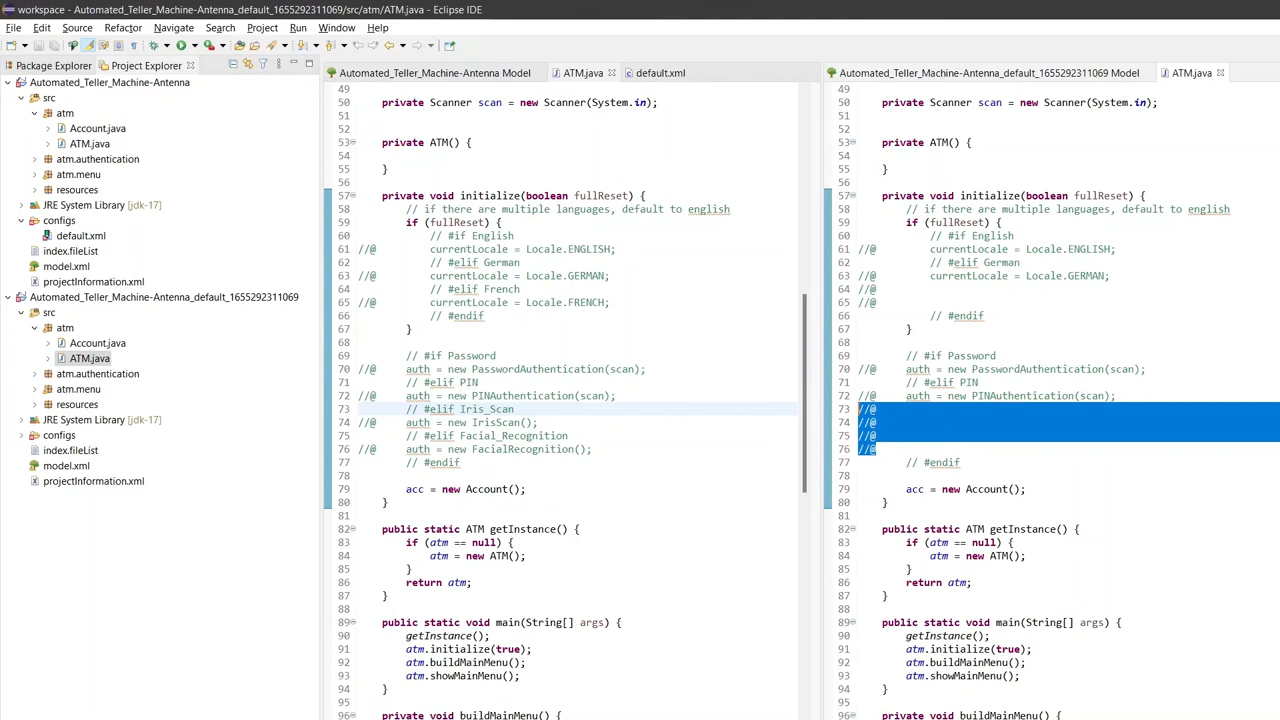 workspace - Automated_Teller_Machine-Antenna_default_1655292311069/src/atm/ATM.java - Eclipse IDE
File Edit Source Refactor Navigate Search Project Run Window Help
Package Explorer Project Explorer
Automated_Teller_Machine-Antenna
src
atm
Account.java
ATM.java
atm.authentication
atm.menu
resources
JRE System Library [jdk-17]
configs
default.xml
index.fileList
model.xml
projectInformation.xml
Automated_Teller_Machine-Antenna_default_1655292311069
src
atm
Account.java
ATM.java
atm.authentication
atm.menu
resources
JRE System Library [jdk-17]
configs
index.fileList
model.xml
projectInformation.xml
Automated_Teller_Machine-Antenna Model ATM.java default.xml
49
50 private Scanner scan = new Scanner(System.in);
51
52
53 private ATM() {
54
55 }
56
57 private void initialize(boolean fullReset) {
58 // if there are multiple languages, default to english
59 if (fullReset) {
60 // #if English
61 //@ currentLocale = Locale.ENGLISH;
62 // #elif German
63 //@ currentLocale = Locale.GERMAN;
64 // #elif French
65 //@ currentLocale = Locale.FRENCH;
66 // #endif
67 }
68
69 // #if Password
70 //@ auth = new PasswordAuthentication(scan);
71 // #elif PIN
72 //@ auth = new PINAuthentication(scan);
73 // #elif Iris_Scan
74 //@ auth = new IrisScan();
75 // #elif Facial_Recognition
76 //@ auth = new FacialRecognition();
77 // #endif
78
79 acc = new Account();
80 }
81
82 public static ATM getInstance() {
83 if (atm == null) {
84 atm = new ATM();
85 }
86 return atm;
87 }
88
89 public static void main(String[] args) {
90 getInstance();
91 atm.initialize(true);
92 atm.buildMainMenu();
93 atm.showMainMenu();
94 }
95
96 private void buildMainMenu() {
Automated_Teller_Machine-Antenna_default_1655292311069 Model ATM.java
49
50 private Scanner scan = new Scanner(System.in);
51
52
53 private ATM() {
54
55 }
56
57 private void initialize(boolean fullReset) {
58 // if there are multiple languages, default to english
59 if (fullReset) {
60 // #if English
61 //@ currentLocale = Locale.ENGLISH;
62 // #elif German
63 //@ currentLocale = Locale.GERMAN;
64 //@
65 //@
66 // #endif
67 }
68
69 // #if Password
70 //@ auth = new PasswordAuthentication(scan);
71 // #elif PIN
72 //@ auth = new PINAuthentication(scan);
73 //@
74 //@
75 //@
76 //@
77 // #endif
78
79 acc = new Account();
80 }
81
82 public static ATM getInstance() {
83 if (atm == null) {
84 atm = new ATM();
85 }
86 return atm;
87 }
88
89 public static void main(String[] args) {
90 getInstance();
91 atm.initialize(true);
92 atm.buildMainMenu();
93 atm.showMainMenu();
94 }
95
96 private void buildMainMenu() {